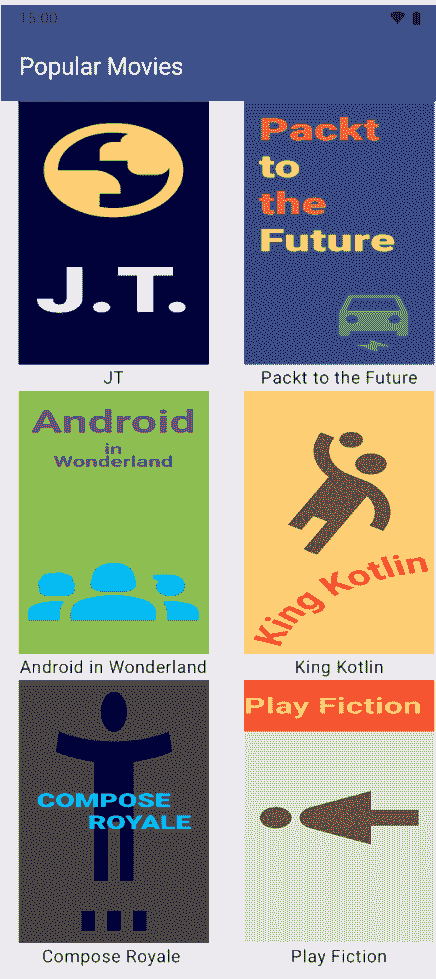 15:00
Popular Movies
Packt
to
the
Future
J.T.
JT
Packt to the Future
Android
in
Wonderland
King Kotlin
Android in Wonderland
King Kotlin
Play Fiction
COMPOSE
ROYALE
Compose Royale
Play Fiction